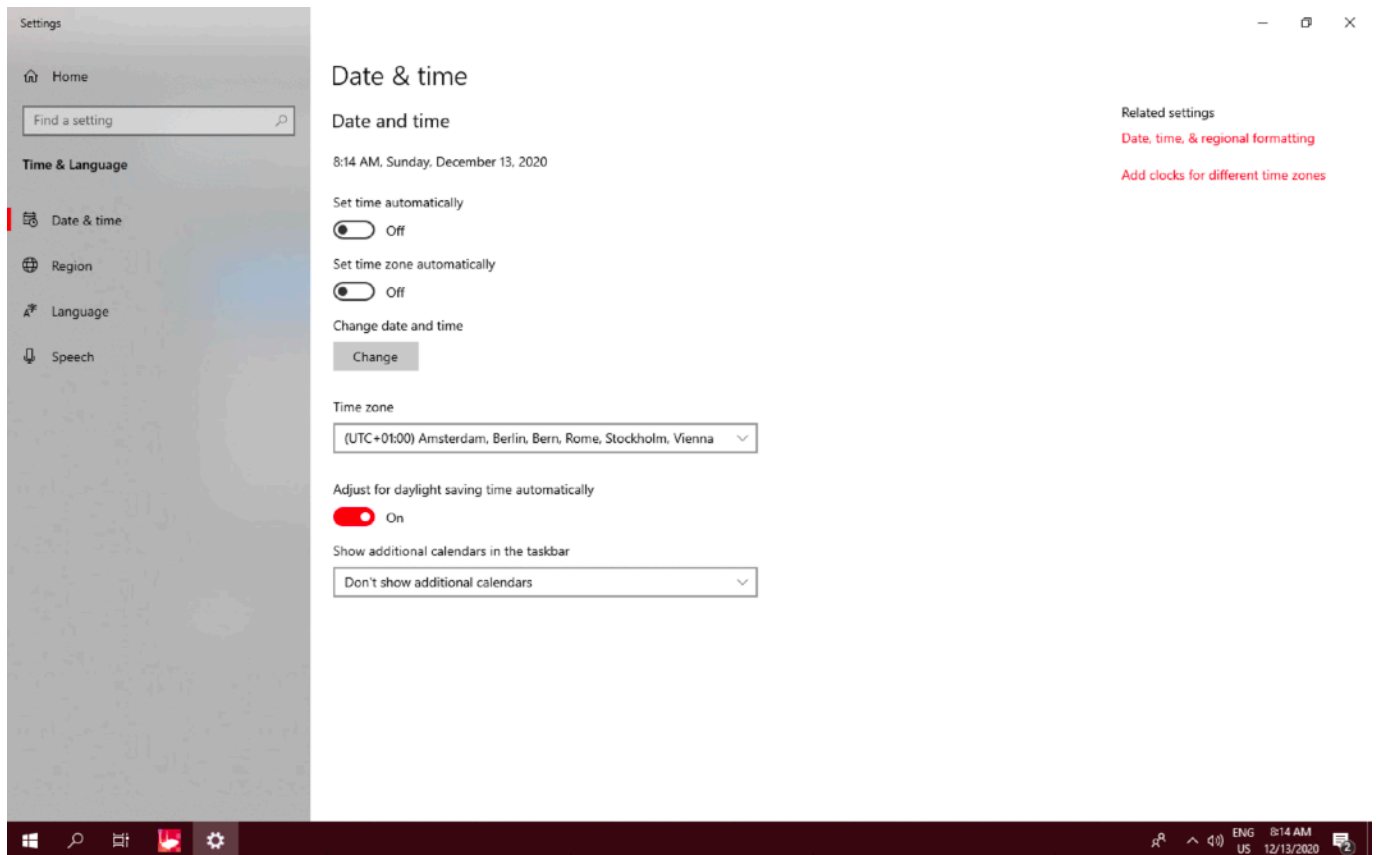 Settings
Home
Find a setting
Time & Language
Date & time
Region
Language
Speech
Date & time
Date and time
8:14 AM, Sunday, December 13, 2020
Set time automatically
Off
Set time zone automatically
Off
Change date and time
Change
Time zone
(UTC+01:00) Amsterdam, Berlin, Bern, Rome, Stockholm, Vienna
Adjust for daylight saving time automatically
On
Show additional calendars in the taskbar
Don't show additional calendars
Related settings
Date, time, & regional formatting
Add clocks for different time zones
ENG
US
8:14 AM
12/13/2020
2